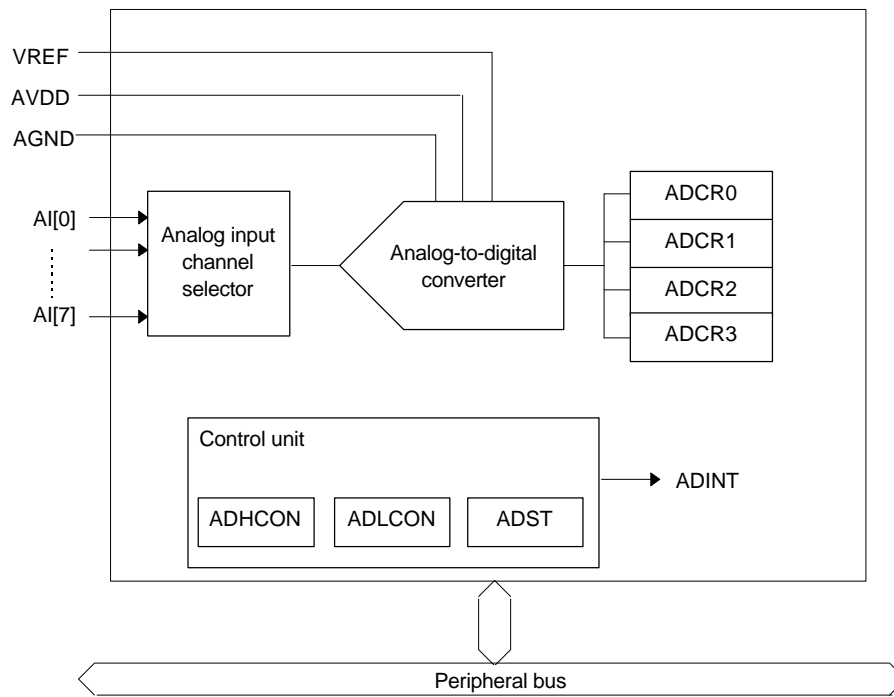 VREF
AVDD
AGND
AI[0]
AI[7]
Analog input
channel
selector
Analog-to-digital
converter
ADCR0
ADCR1
ADCR2
ADCR3
Control unit
ADHCON
ADLCON
ADST
ADINT
Peripheral bus